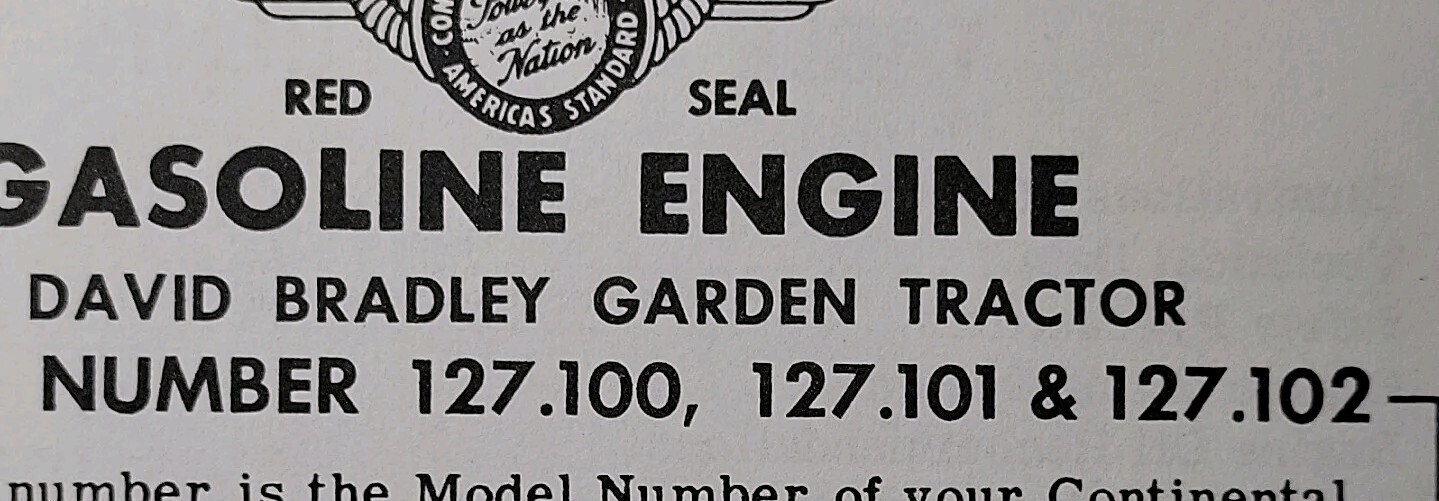 as the
Nation
AMERICAS STANDARD
RED SEAL
GASOLINE ENGINE
DAVID BRADLEY GARDEN TRACTOR
NUMBER 127.100, 127.101 & 127.102
number is the Model Number of your Continental